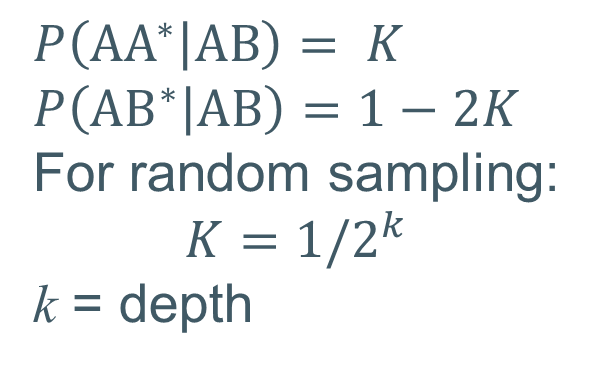 P(AA*|AB) = K
P(AB*|AB) = 1 − 2K
For random sampling:
K = 1/2^k
k = depth